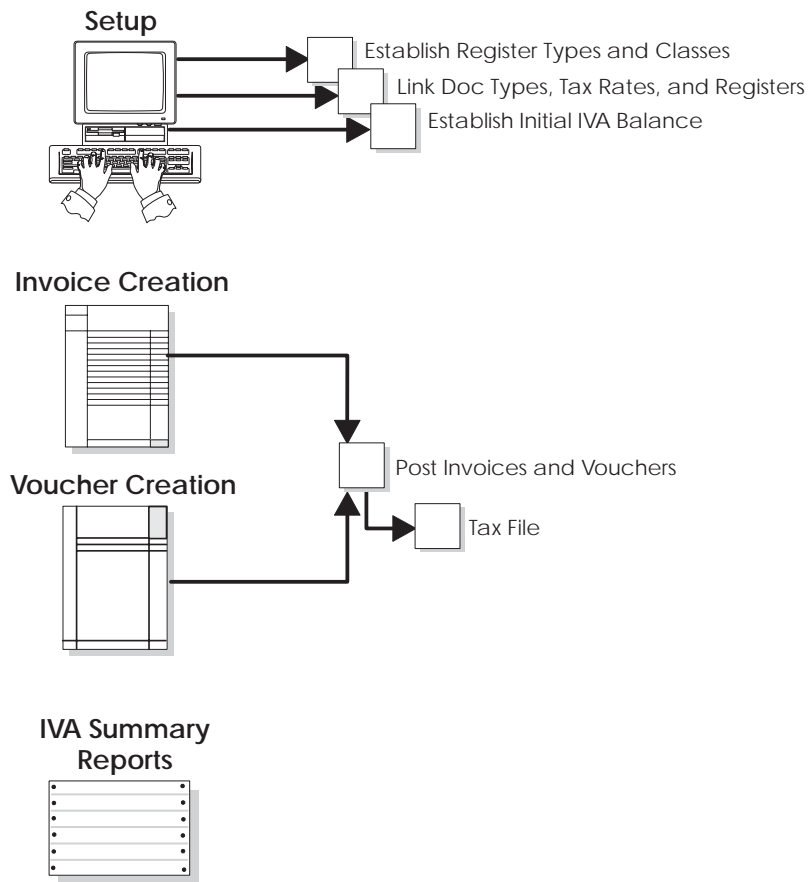 Setup
Establish Register Types and Classes
Link Doc Types, Tax Rates, and Registers
Establish Initial IVA Balance
Invoice Creation
Post Invoices and Vouchers
Voucher Creation
Tax File
IVA Summary
Reports